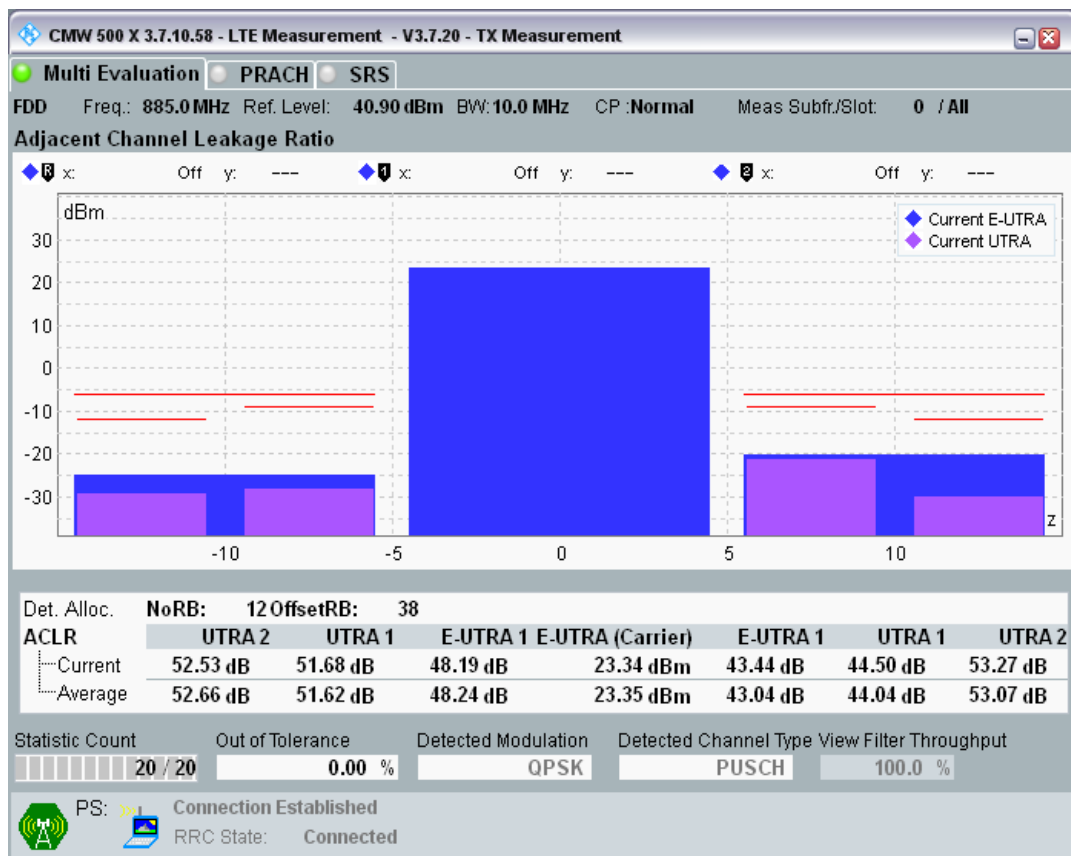 CMW 500 X 3.7.10.58 - LTE Measurement - V3.7.20 - TX Measurement
Multi Evaluation PRACH SRS
FDD Freq.: 885.0 MHz Ref. Level: 40.90 dBm BW: 10.0 MHz CP :Normal Meas Subfr./Slot: 0 / All
Adjacent Channel Leakage Ratio
R x: Off y: --- 1 x: Off y: --- 2 x: Off y: ---
dBm
Current E-UTRA
Current UTRA
30
20
10
0
-10
-20
-30
z
-10 -5 0 5 10
Det. Alloc. NoRB: 12 OffsetRB: 38
ACLR UTRA 2 UTRA 1 E-UTRA 1 E-UTRA (Carrier) E-UTRA 1 UTRA 1 UTRA 2
Current 52.53 dB 51.68 dB 48.19 dB 23.34 dBm 43.44 dB 44.50 dB 53.27 dB
Average 52.66 dB 51.62 dB 48.24 dB 23.35 dBm 43.04 dB 44.04 dB 53.07 dB
Statistic Count Out of Tolerance Detected Modulation Detected Channel Type View Filter Throughput
20 / 20 0.00 % QPSK PUSCH 100.0 %
PS: Connection Established
RRC State: Connected